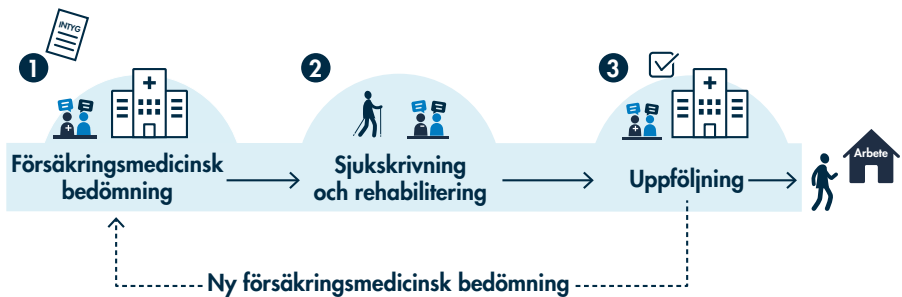 INTYG
1
2
3
Försäkringsmedicinsk
bedömning
Sjukskrivning
och rehabilitering
Uppföljning
Arbete
Ny försäkringsmedicinsk bedömning